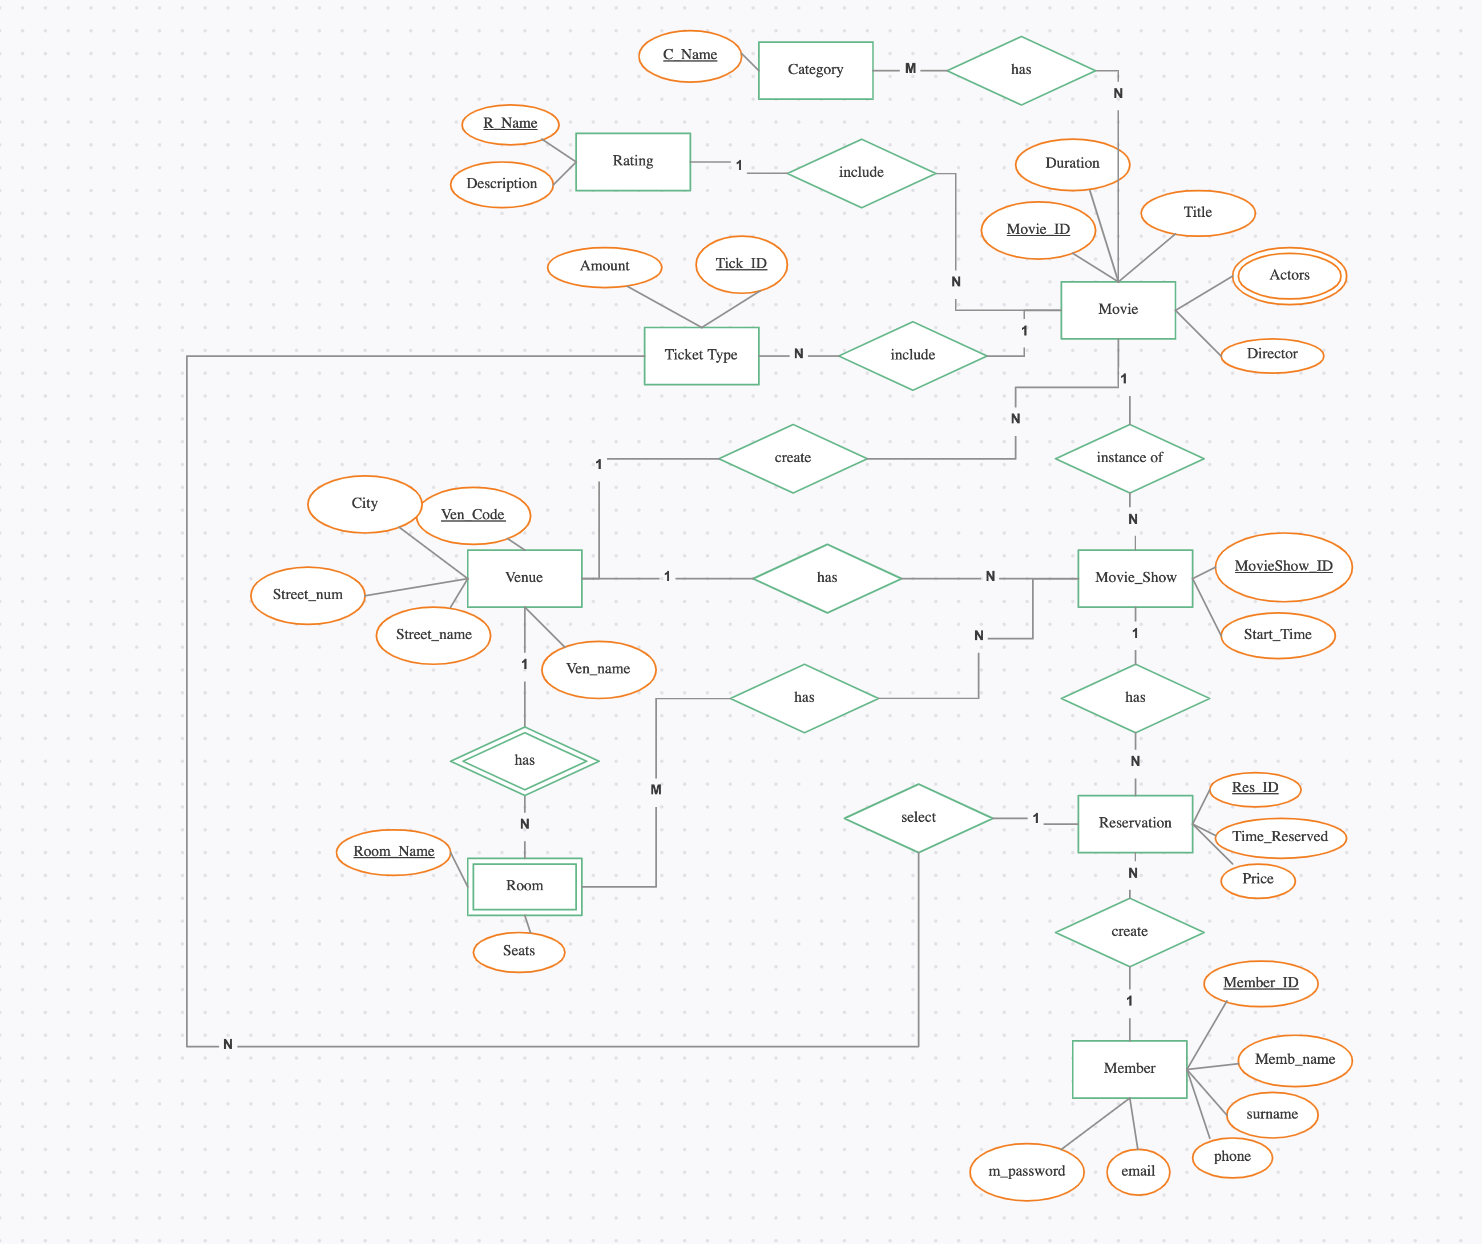 C_Name
Category
M
has
N
R_Name
Rating
Description
1
include
Duration
Movie_ID
Title
Amount
Tick_ID
N
Actors
Movie
Director
Ticket Type
N
include
1
1
N
create
1
instance of
N
City
Ven_Code
Venue
1
has
N
Movie_Show
MovieShow_ID
Street_num
Street_name
Ven_name
Start_Time
1
N
1
has
has
has
N
M
N
Room_Name
Room
Seats
select
1
Reservation
Res_ID
Time_Reserved
Price
N
create
1
N
Member_ID
Member
Memb_name
surname
phone
m_password
email